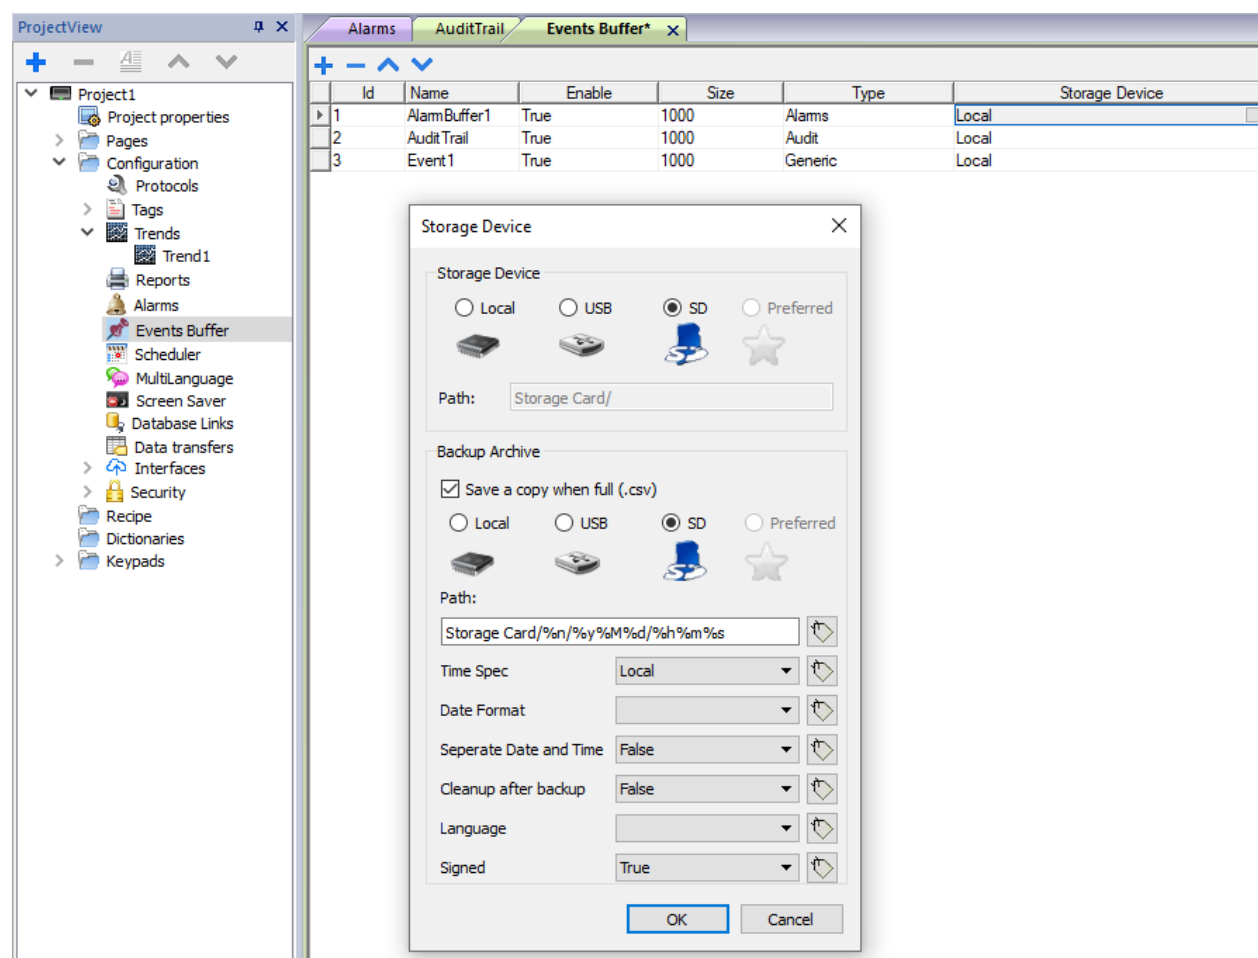 ProjectView
Project1
Project properties
Pages
Configuration
Protocols
Tags
Trends
Trend1
Reports
Alarms
Events Buffer
Scheduler
MultiLanguage
Screen Saver
Database Links
Data transfers
Interfaces
Security
Recipe
Dictionaries
Keypads
Alarms AuditTrail Events Buffer*
Id Name Enable Size Type Storage Device
1 AlarmBuffer1 True 1000 Alarms Local
2 AuditTrail True 1000 Audit Local
3 Event1 True 1000 Generic Local
Storage Device
Storage Device
Local USB SD Preferred
Path: Storage Card/
Backup Archive
Save a copy when full (.csv)
Local USB SD Preferred
Path:
Storage Card/%n/%y%M%d/%h%m%s
Time Spec Local
Date Format
Seperate Date and Time False
Cleanup after backup False
Language
Signed True
OK Cancel